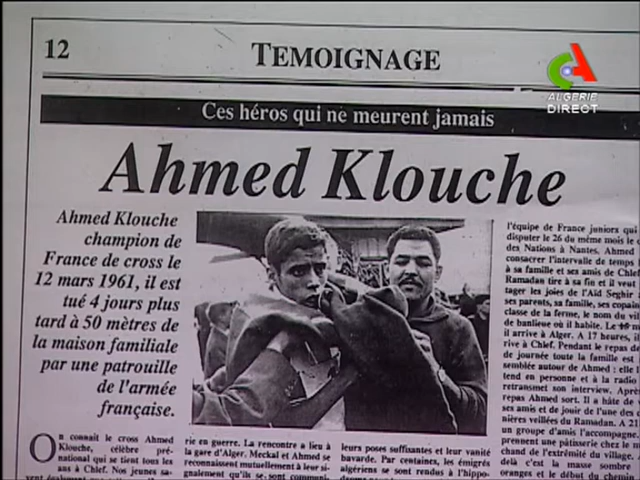 12
TEMOIGNAGE
ALGERIE
DIRECT
Ces héros qui ne meurent jamais
Ahmed Klouche
Ahmed Klouche
champion de
France de cross le
12 mars 1961, il est
tué 4 jours plus
tard à 50 mètres de
la maison familiale
par une patrouille
de l'armée
française.
On connait le cross Ahmed
Klouche, célèbre
national qui se tient tous les
ans à Chlef. Nos jeunes
rie en guerre. La rencontre a lieu à
la gare d'Alger. Meckal et Ahmed se
reconnaissent mutuellement à leur
leurs poses suffisantes et leur vanité
bavarde. Par centaines, les émigrés
algériens se sont rendus à
l'équipe de France juniors qui
disputer le 26 du même mois le
des Nations à Nantes. Ahmed
consacrer l'intervalle de temps
à sa famille et ses amis de Chlef
Ramadan tire à sa fin et il veut
tager les joies de l'Aïd Seghir
ses parents, sa famille, ses
classe de la ferme, le nom du
de banlieue où il habite. Le
il arrive à Alger. A 17 heures, il
rive à Chlef. Pendant le repas de
de journée toute la famille est
semblée autour de Ahmed : elle
tend en personne et à la radio.
retransmet son interview. Après
repas Ahmed sort. Il a hâte de
ses amis et de jouir de l'une des
nières veillées du Ramadan. A
un groupe d'amis l'accompagne.
prennent une pâtisserie chez le
chand de l'extrémité du village.
delà c'est la masse sombre
et début du chemin